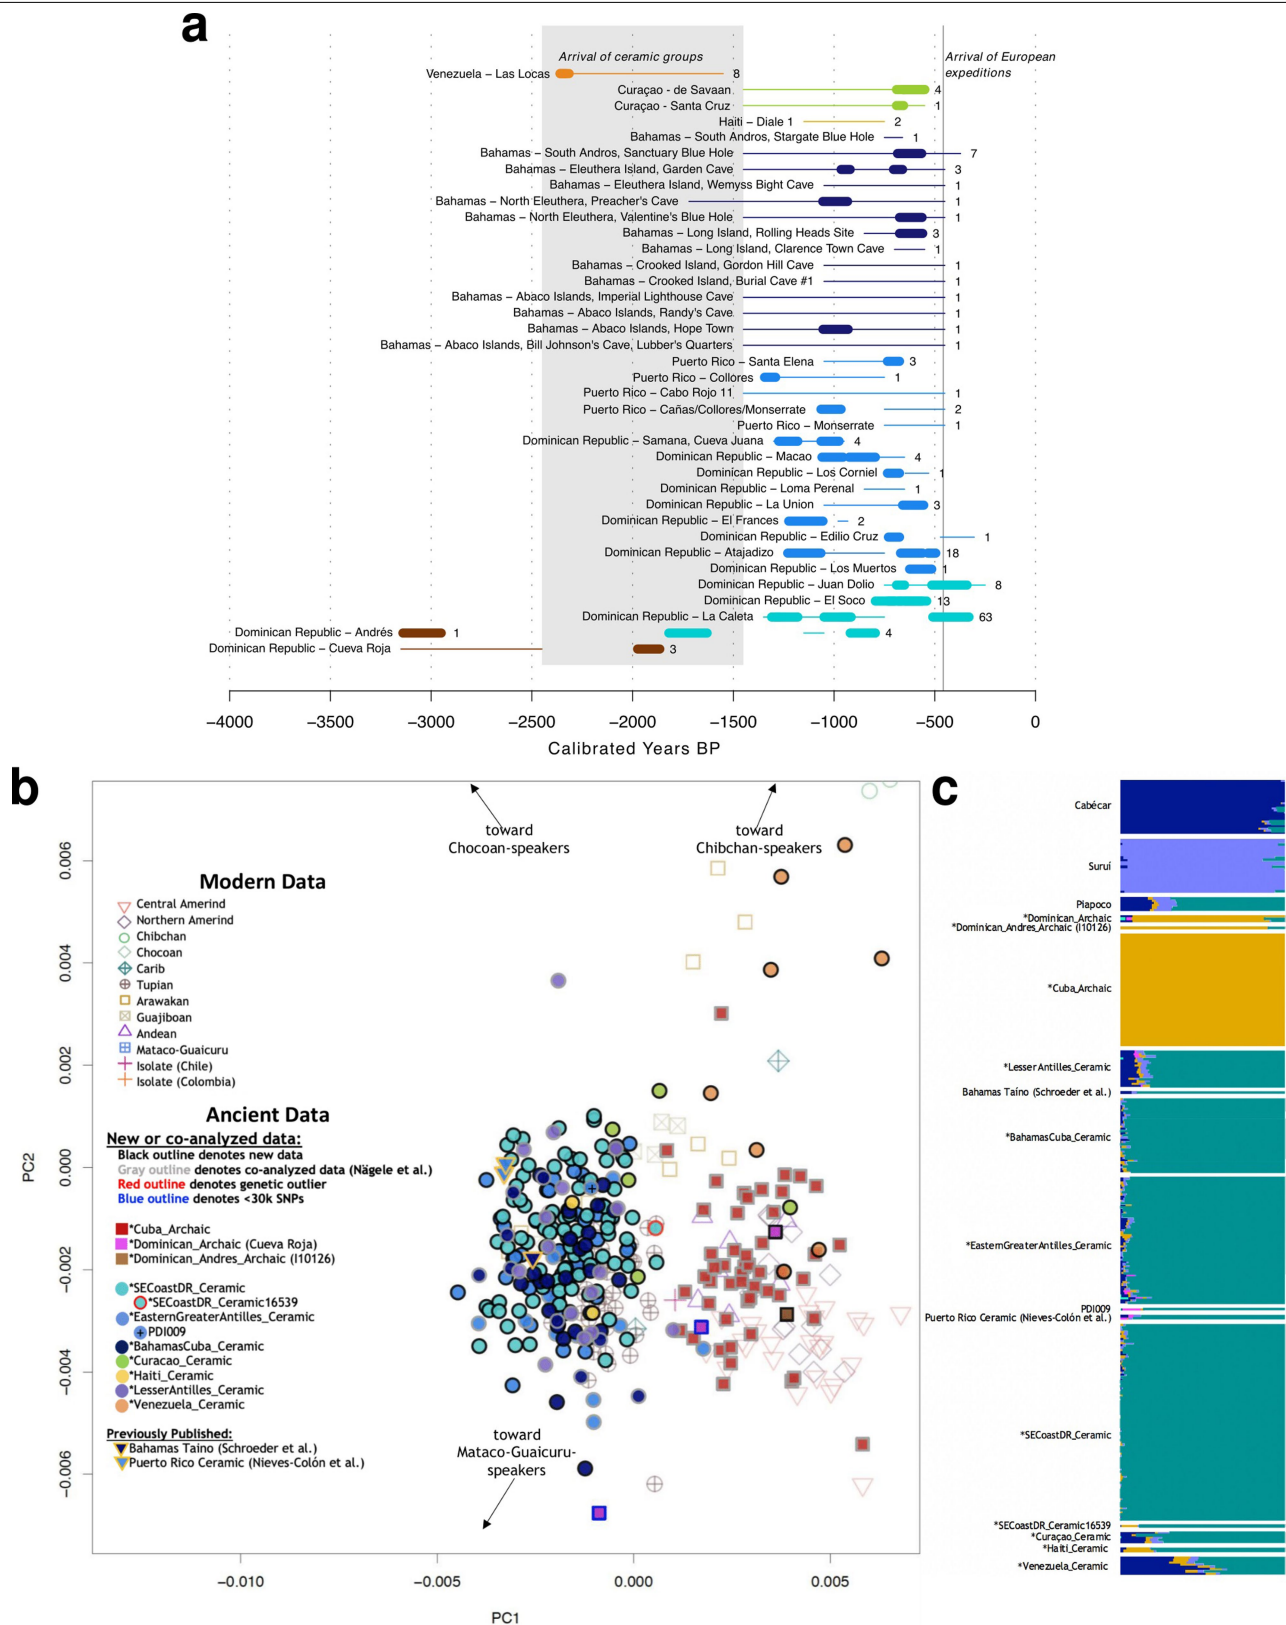 a
Arrival of ceramic groups
Arrival of European
expeditions
Venezuela – Las Locas 8
Curaçao - de Savaan 4
Curaçao - Santa Cruz 1
Haiti – Diale 1 2
Bahamas – South Andros, Stargate Blue Hole 1
Bahamas – South Andros, Sanctuary Blue Hole 7
Bahamas – Eleuthera Island, Garden Cave 3
Bahamas – Eleuthera Island, Wemyss Bight Cave 1
Bahamas – North Eleuthera, Preacher's Cave 1
Bahamas – North Eleuthera, Valentine's Blue Hole 1
Bahamas – Long Island, Rolling Heads Site 3
Bahamas – Long Island, Clarence Town Cave 1
Bahamas – Crooked Island, Gordon Hill Cave 1
Bahamas – Crooked Island, Burial Cave #1 1
Bahamas – Abaco Islands, Imperial Lighthouse Cave 1
Bahamas – Abaco Islands, Randy's Cave 1
Bahamas – Abaco Islands, Hope Town 1
Bahamas – Abaco Islands, Bill Johnson's Cave, Lubber's Quarters 1
Puerto Rico – Santa Elena 3
Puerto Rico – Collores 1
Puerto Rico – Cabo Rojo 11 1
Puerto Rico – Cañas/Collores/Monserrate 2
Puerto Rico – Monserrate 1
Dominican Republic – Samana, Cueva Juana 4
Dominican Republic – Macao 4
Dominican Republic – Los Corniel 1
Dominican Republic – Loma Perenal 1
Dominican Republic – La Union 3
Dominican Republic – El Frances 2
Dominican Republic – Edilio Cruz 1
Dominican Republic – Atajadizo 18
Dominican Republic – Los Muertos 1
Dominican Republic – Juan Dolio 8
Dominican Republic – El Soco 13
Dominican Republic – La Caleta 63
Dominican Republic – Andrés 1 4
Dominican Republic – Cueva Roja 3
−4000 −3500 −3000 −2500 −2000 −1500 −1000 −500 0
Calibrated Years BP
b
toward
Chocoan-speakers
toward
Chibchan-speakers
Modern Data
Central Amerind
Northern Amerind
Chibchan
Chocoan
Carib
Tupian
Arawakan
Guajiboan
Andean
Mataco-Guaicuru
Isolate (Chile)
Isolate (Colombia)
Ancient Data
New or co-analyzed data:
Black outline denotes new data
Gray outline denotes co-analyzed data (Nägele et al.)
Red outline denotes genetic outlier
Blue outline denotes <30k SNPs
*Cuba_Archaic
*Dominican_Archaic (Cueva Roja)
*Dominican_Andres_Archaic (I10126)
*SECoastDR_Ceramic
*SECoastDR_Ceramic16539
*EasternGreaterAntilles_Ceramic
PDI009
*BahamasCuba_Ceramic
*Curacao_Ceramic
*Haiti_Ceramic
*LesserAntilles_Ceramic
*Venezuela_Ceramic
Previously Published:
Bahamas Taino (Schroeder et al.)
Puerto Rico Ceramic (Nieves-Colón et al.)
toward
Mataco-Guaicuru-
speakers
0.006
0.004
0.002
0.000
−0.002
−0.004
−0.006
PC2
−0.010 −0.005 0.000 0.005
PC1
c
Cabécar
Suruí
Piapoco
*Dominican_Archaic
*Dominican_Andres_Archaic (I10126)
*Cuba_Archaic
*LesserAntilles_Ceramic
Bahamas Taíno (Schroeder et al.)
*BahamasCuba_Ceramic
*EasternGreaterAntilles_Ceramic
PDI009
Puerto Rico Ceramic (Nieves-Colón et al.)
*SECoastDR_Ceramic
*SECoastDR_Ceramic16539
*Curaçao_Ceramic
*Haiti_Ceramic
*Venezuela_Ceramic